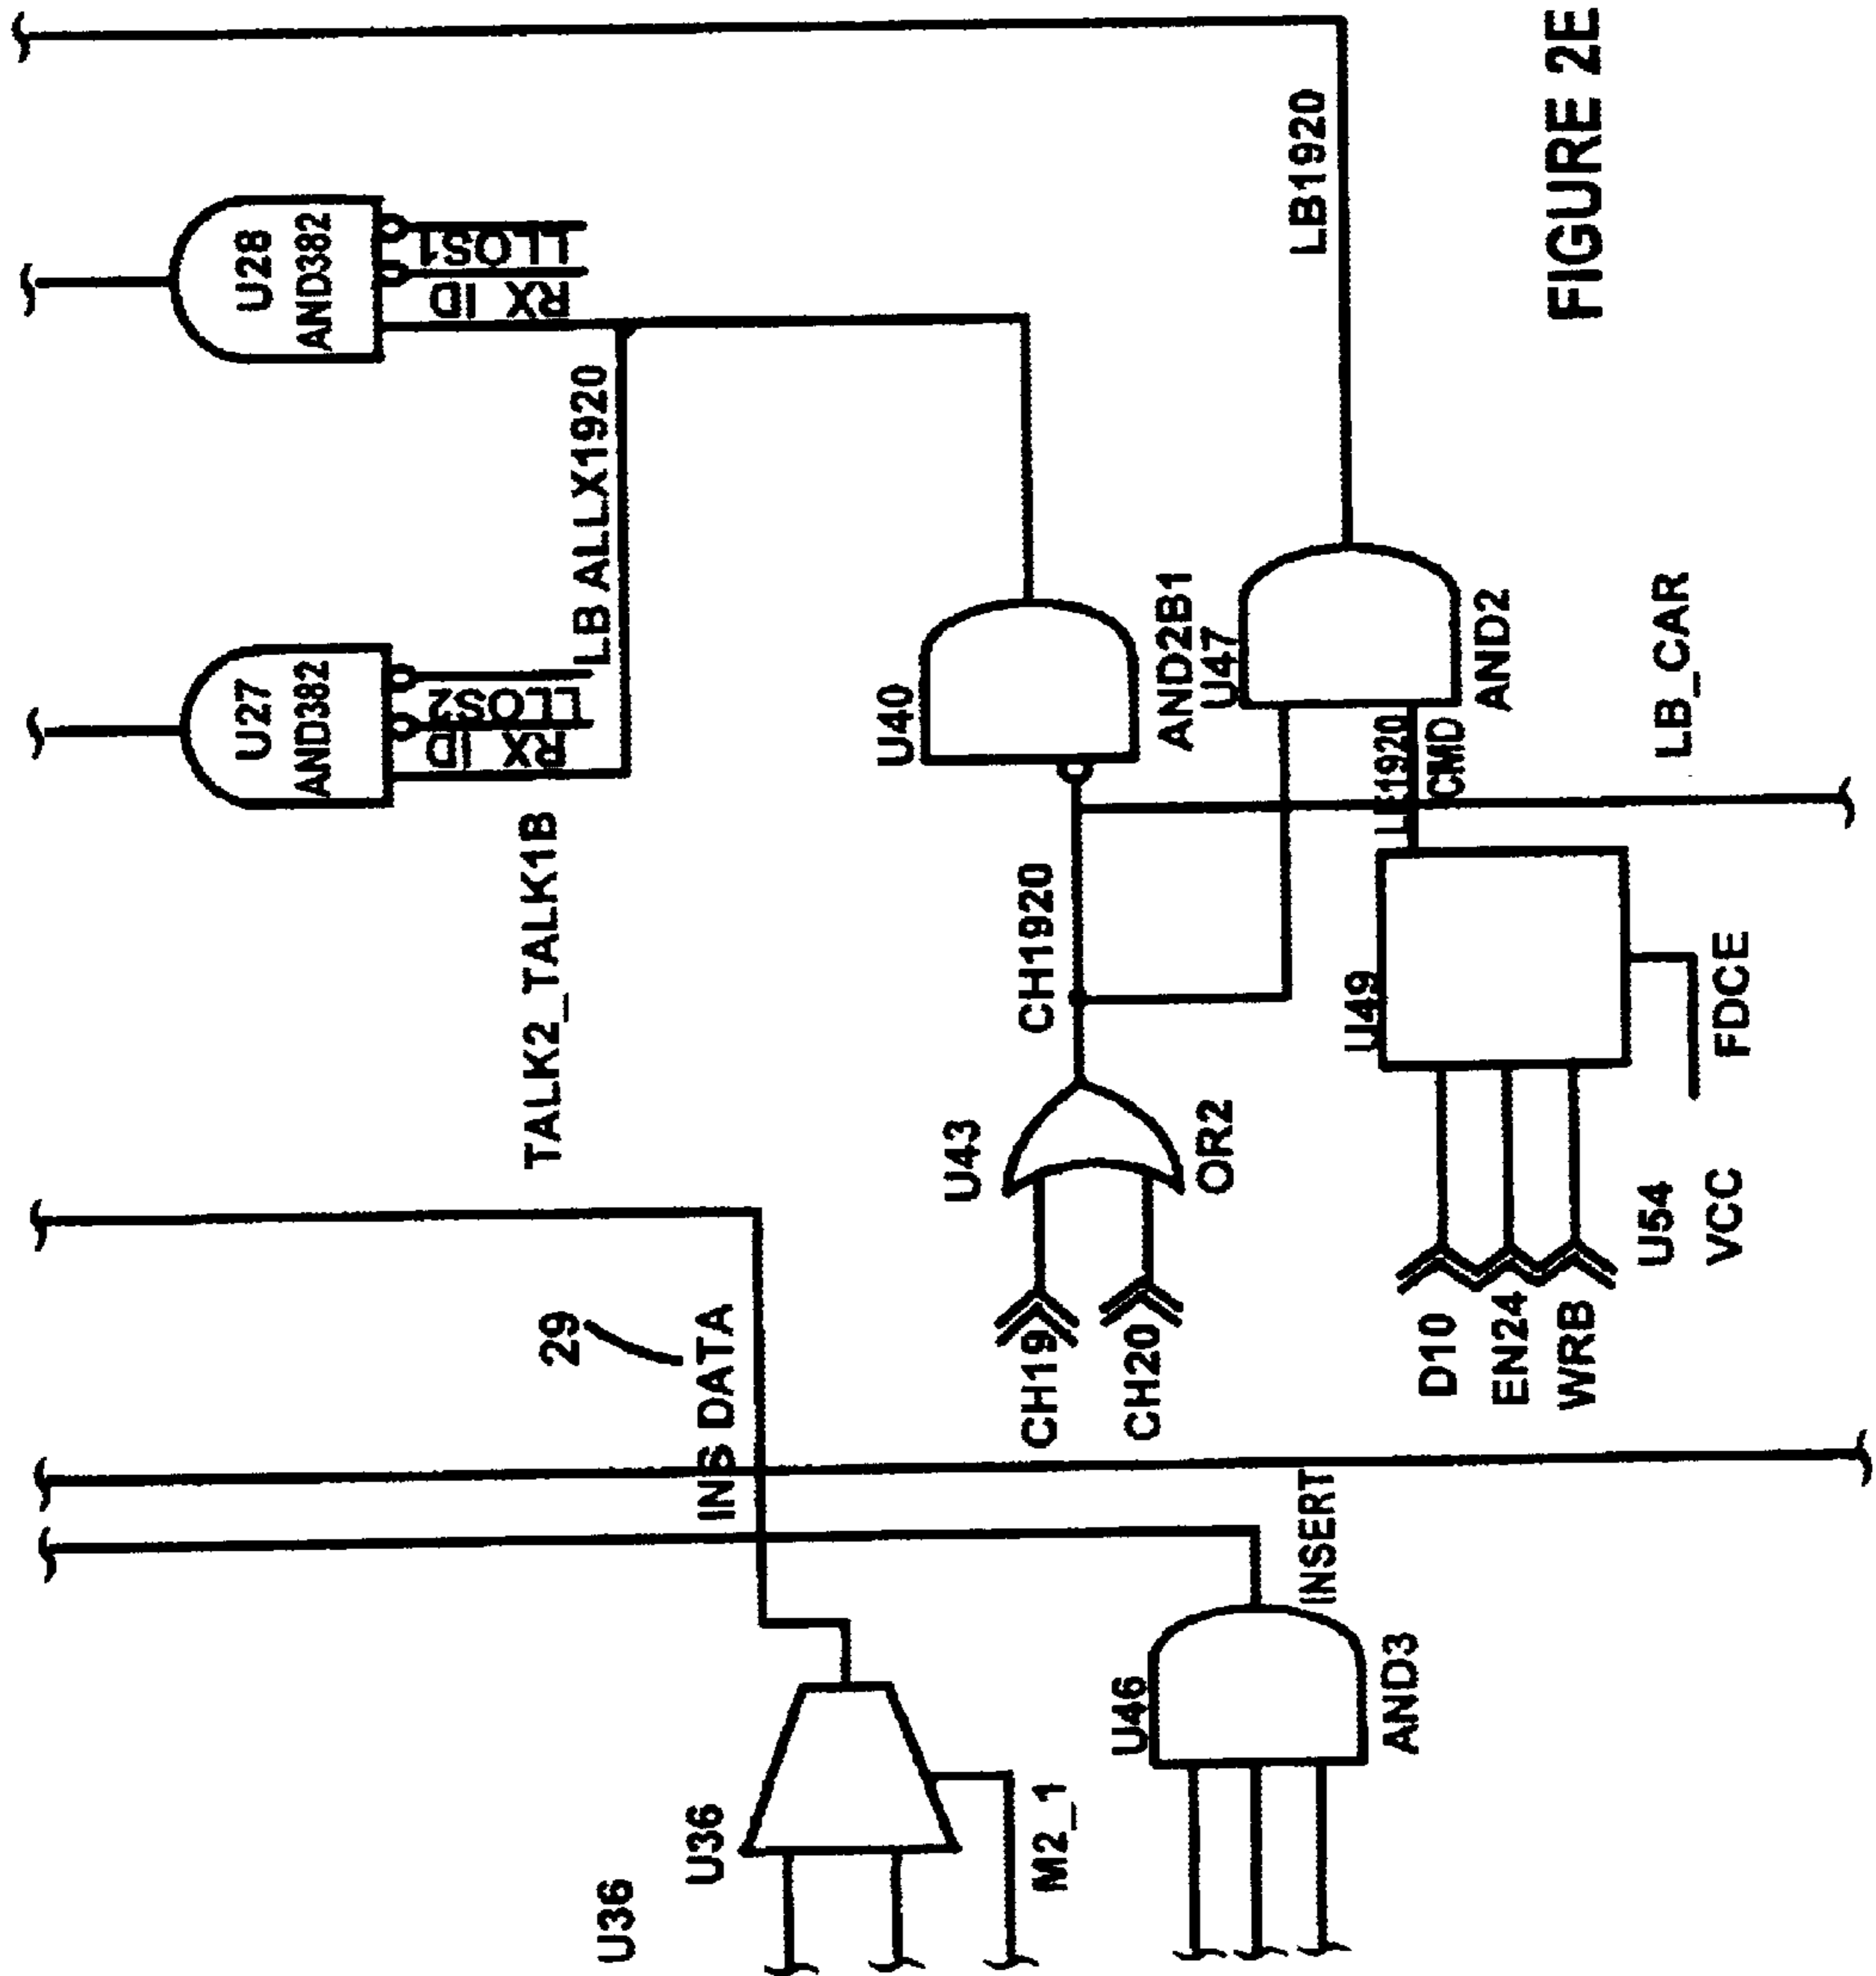 U28
AND382
LLOS1
RX ID
U27
AND382
LLOS2
RX ID
LB ALLX1920
TALK2_TALK1B
29
INS DATA
U36
U36
M2_1
U46
AND3
INSERT
CH19
CH20
U43
OR2
CH1920
U40
AND2B1
U47
AND2
LB1920
LB1920
CMD
U49
D10
EN24
WRB
U54
VCC
FDCE
LB_CAR
FIGURE 2E